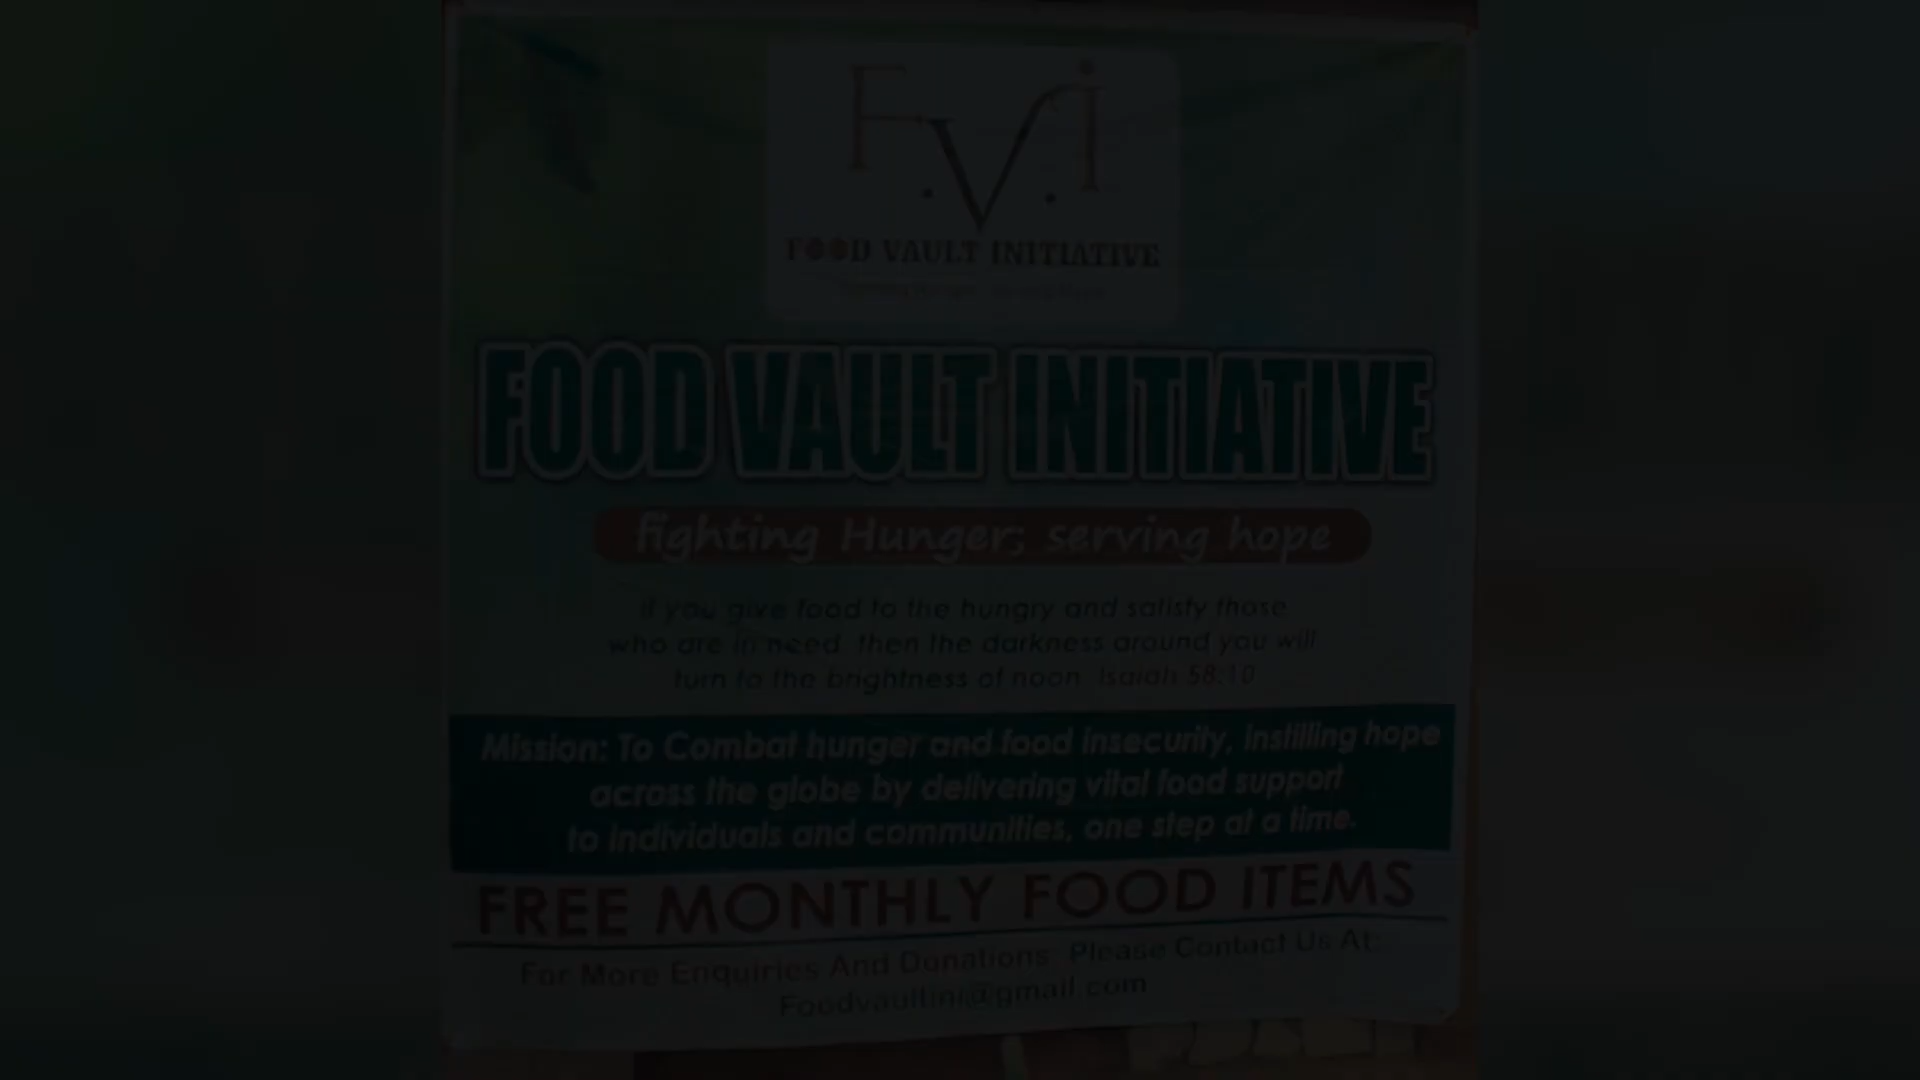 F.V.i
FOOD VAULT INITIATIVE
FOOD VAULT INITIATIVE
fighting Hunger; serving hope
if you give food to the hungry and satisfy those
who are in need, then the darkness around you will
turn to the brightness of noon. Isaiah 58:10
Mission: To Combat hunger and food insecurity, instilling hope
across the globe by delivering vital food support
to individuals and communities, one step at a time.
FREE MONTHLY FOOD ITEMS
For More Enquiries And Donations Please Contact Us At:
Foodvaultini@gmail.com